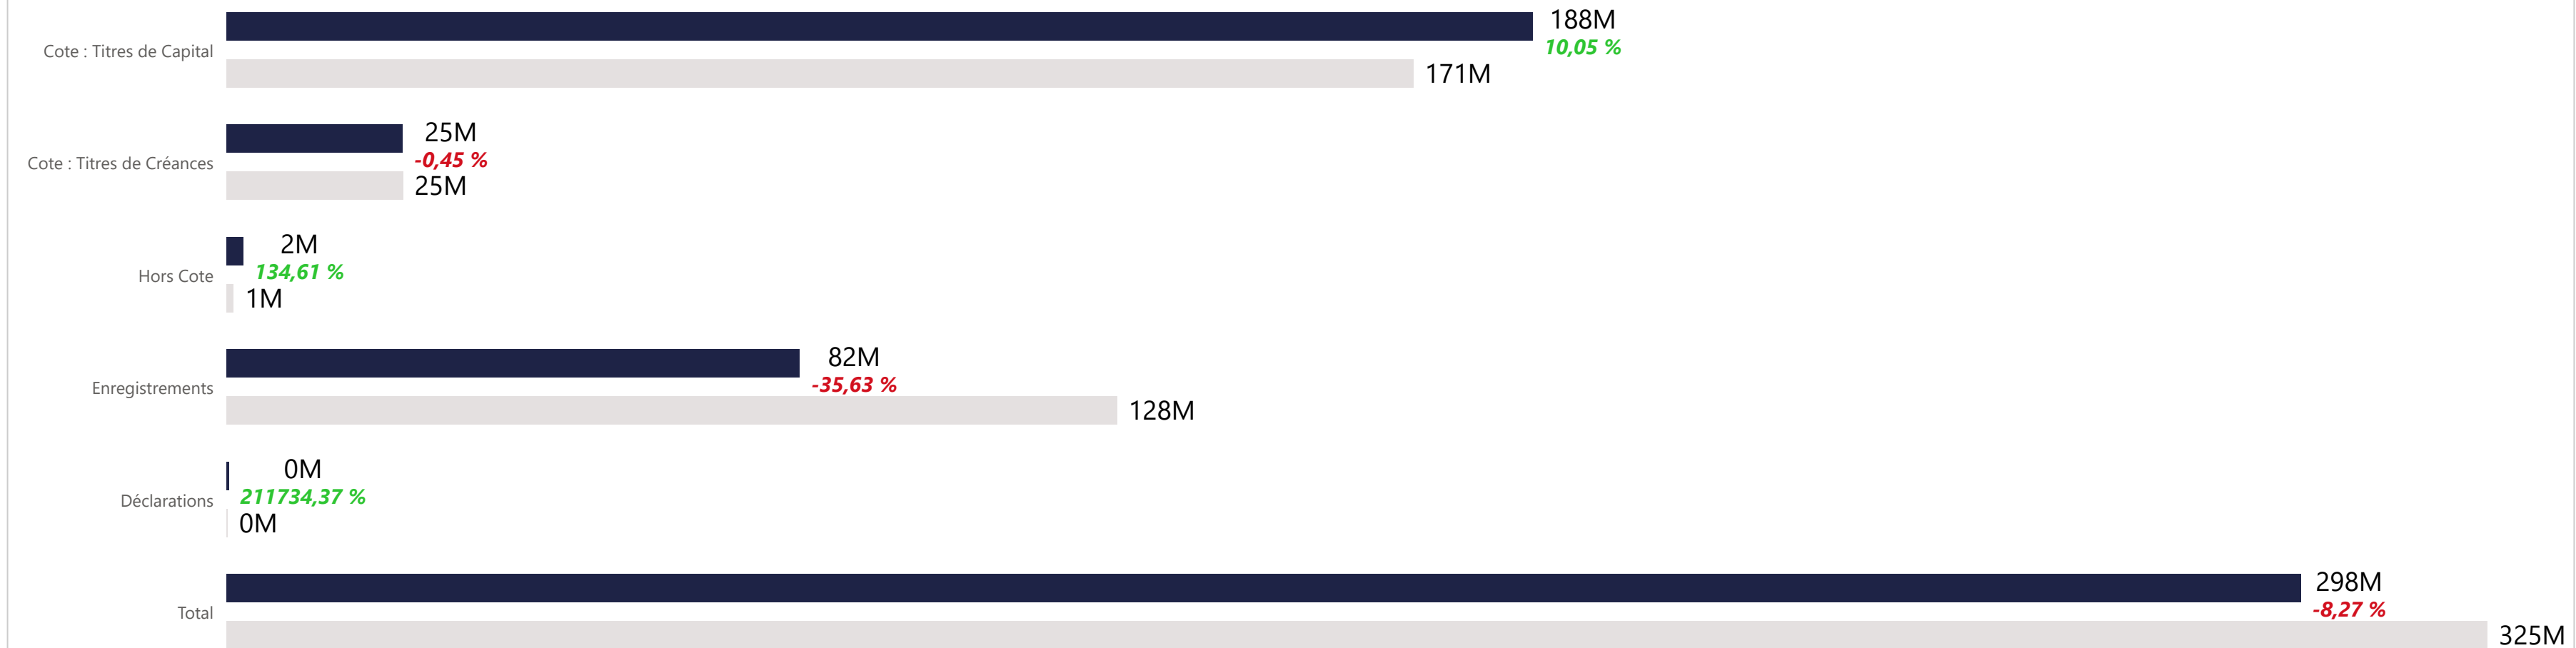 188M
10,05 %
Cote : Titres de Capital
171M
25M
-0,45 %
Cote : Titres de Créances
25M
2M
134,61 %
Hors Cote
1M
82M
-35,63 %
Enregistrements
128M
0M
211734,37 %
Déclarations
0M
298M
-8,27 %
Total
325M